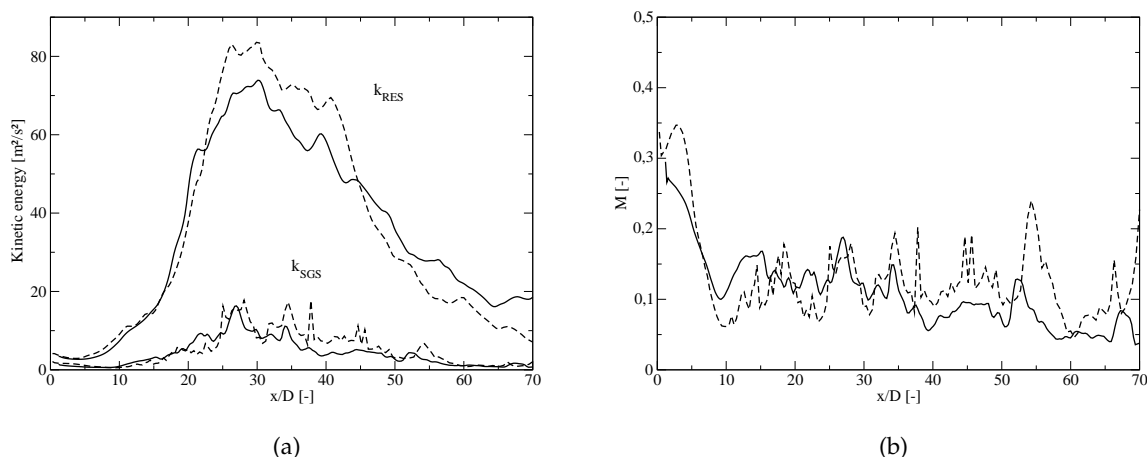 80
60
40
20
0
Kinetic energy [m²/s²]
k_RES
k_SGS
0 10 20 30 40 50 60 70
x/D [-]
(a)
0,5
0,4
0,3
0,2
0,1
0
M [-]
0 10 20 30 40 50 60 70
x/D [-]
(b)